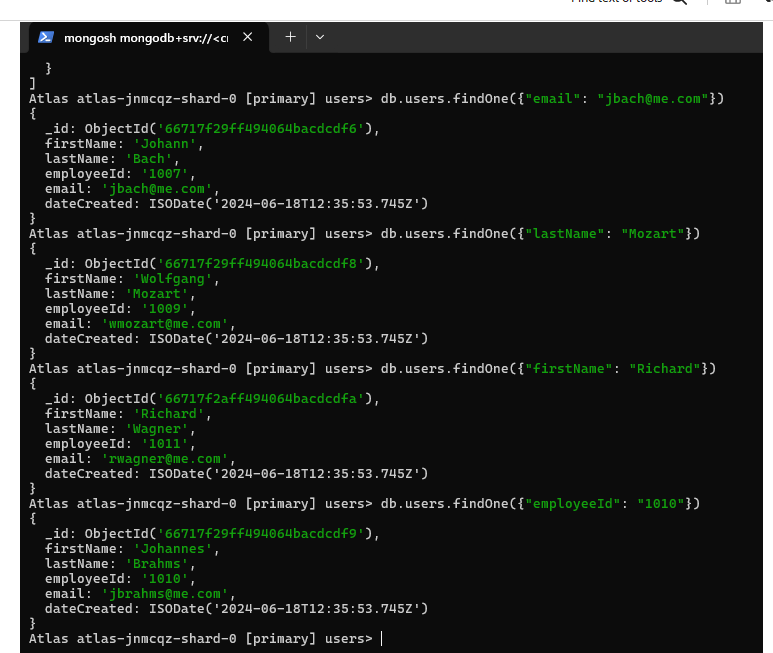 Find text or tools
mongosh mongodb+srv://<cr
}
]
Atlas atlas-jnmcqz-shard-0 [primary] users> db.users.findOne({"email": "jbach@me.com"})
{
  _id: ObjectId('66717f29ff494064bacdcdf6'),
  firstName: 'Johann',
  lastName: 'Bach',
  employeeId: '1007',
  email: 'jbach@me.com',
  dateCreated: ISODate('2024-06-18T12:35:53.745Z')
}
Atlas atlas-jnmcqz-shard-0 [primary] users> db.users.findOne({"lastName": "Mozart"})
{
  _id: ObjectId('66717f29ff494064bacdcdf8'),
  firstName: 'Wolfgang',
  lastName: 'Mozart',
  employeeId: '1009',
  email: 'wmozart@me.com',
  dateCreated: ISODate('2024-06-18T12:35:53.745Z')
}
Atlas atlas-jnmcqz-shard-0 [primary] users> db.users.findOne({"firstName": "Richard"})
{
  _id: ObjectId('66717f2aff494064bacdcdfa'),
  firstName: 'Richard',
  lastName: 'Wagner',
  employeeId: '1011',
  email: 'rwagner@me.com',
  dateCreated: ISODate('2024-06-18T12:35:53.745Z')
}
Atlas atlas-jnmcqz-shard-0 [primary] users> db.users.findOne({"employeeId": "1010"})
{
  _id: ObjectId('66717f29ff494064bacdcdf9'),
  firstName: 'Johannes',
  lastName: 'Brahms',
  employeeId: '1010',
  email: 'jbrahms@me.com',
  dateCreated: ISODate('2024-06-18T12:35:53.745Z')
}
Atlas atlas-jnmcqz-shard-0 [primary] users>